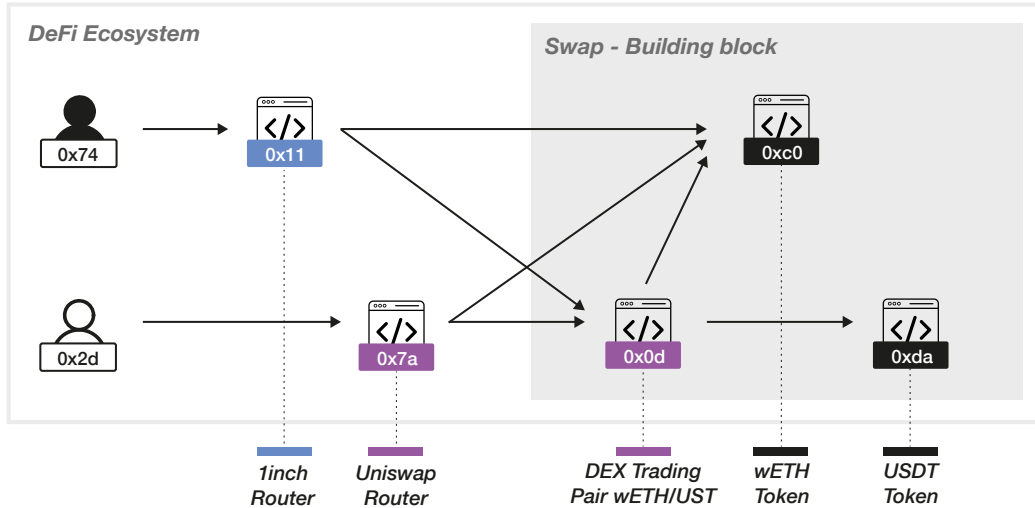 DeFi Ecosystem
Swap - Building block
</>
</>
0x74
0x11
0xc0
</>
</>
</>
0x2d
0x7a
0x0d
0xda
1inch
Router
Uniswap
Router
DEX Trading
Pair wETH/UST
wETH
Token
USDT
Token